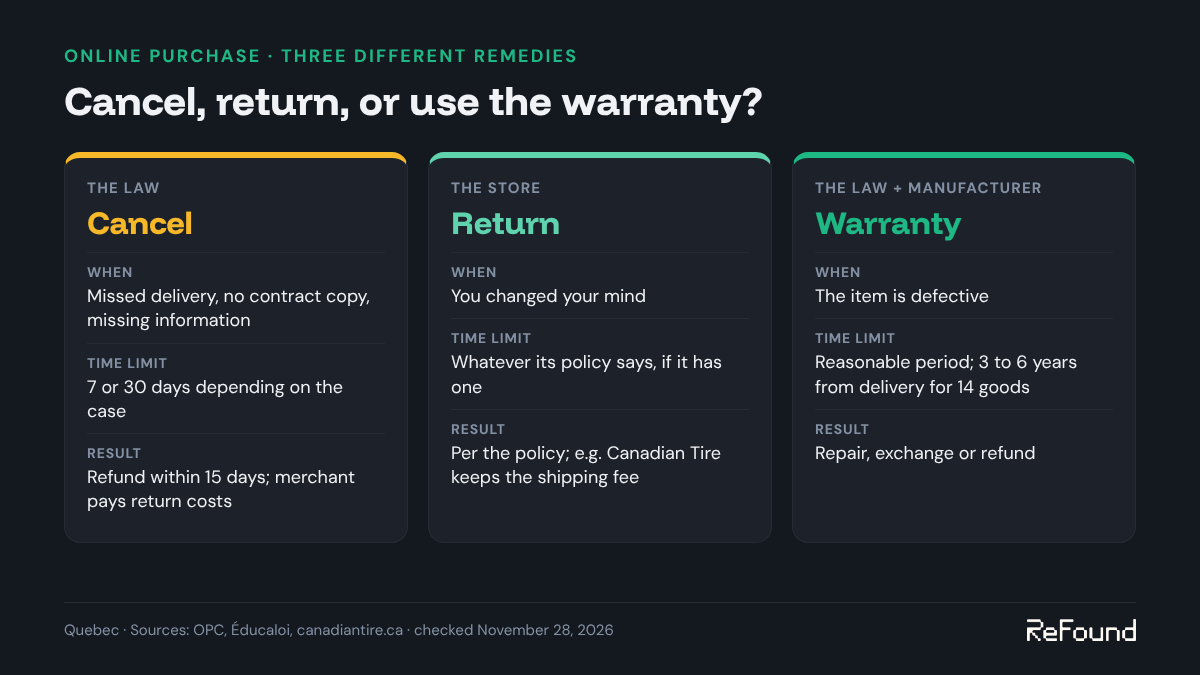 ONLINE PURCHASE · THREE DIFFERENT REMEDIES
Cancel, return, or use the warranty?
THE LAW
Cancel
WHEN
Missed delivery, no contract copy,
missing information
TIME LIMIT
7 or 30 days depending on the
case
RESULT
Refund within 15 days; merchant
pays return costs
THE STORE
Return
WHEN
You changed your mind
TIME LIMIT
Whatever its policy says, if it has
one
RESULT
Per the policy; e.g. Canadian Tire
keeps the shipping fee
THE LAW + MANUFACTURER
Warranty
WHEN
The item is defective
TIME LIMIT
Reasonable period; 3 to 6 years
from delivery for 14 goods
RESULT
Repair, exchange or refund
Quebec · Sources: OPC, Éducaloi, canadiantire.ca · checked November 28, 2026
ReFound